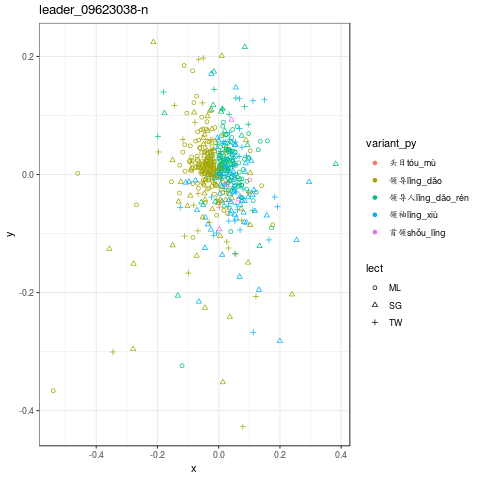 leader_09623038-n
0.2
0.0
-0.2
-0.4
-0.4
-0.2
0.0
0.2
0.4
x
y
variant_py
头目tóu_mù
领导lǐng_dǎo
领导人lǐng_dǎo_rén
领袖lǐng_xiù
首领shǒu_lǐng
lect
ML
SG
TW